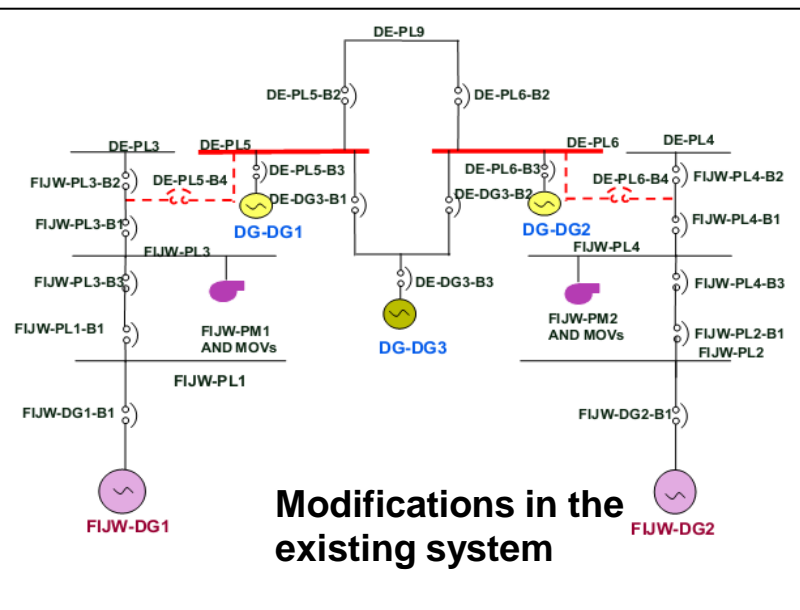 DE-PL9
DE-PL5-B2
DE-PL6-B2
DE-PL3
DE-PL5
DE-PL6
DE-PL4
FIJW-PL3-B2
DE-PL5-B4
DE-PL5-B3
DE-PL6-B3
DE-PL6-B4
FIJW-PL4-B2
DE-DG3-B1
DE-DG3-B2
FIJW-PL3-B1
DG-DG1
DG-DG2
FIJW-PL4-B1
FIJW-PL3
FIJW-PL4
FIJW-PL3-B3
DE-DG3-B3
FIJW-PL4-B3
FIJW-PL1-B1
FIJW-PM1
AND MOVs
DG-DG3
FIJW-PM2
AND MOVs
FIJW-PL2-B1
FIJW-PL2
FIJW-PL1
FIJW-DG1-B1
FIJW-DG2-B1
FIJW-DG1
Modifications in the
existing system
FIJW-DG2